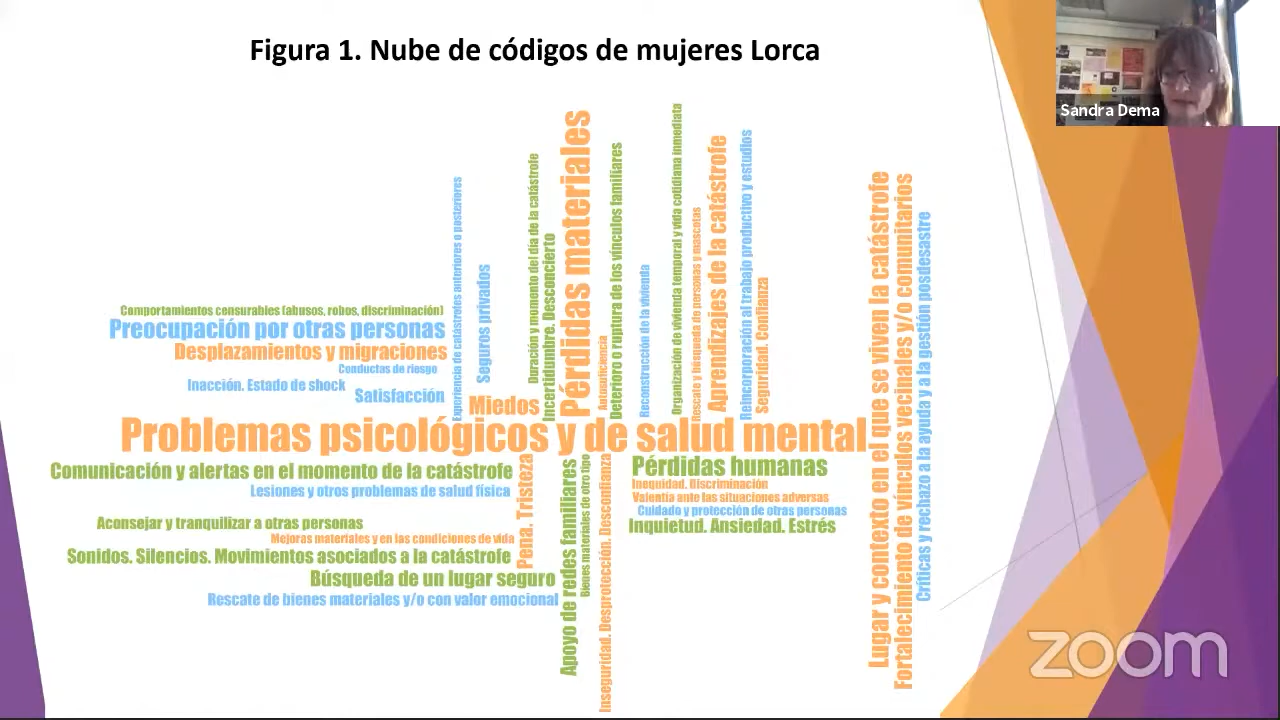 Figura 1. Nube de códigos de mujeres Lorca
Sandra Dema
Comportamientos censurables (abusos, robos, discriminación)
Preocupación por otras personas
Desplazamientos y migraciones
Conductas de riesgo
Inacción. Estado de shock
Satisfacción
Experiencia de catástrofes anteriores o posteriores
Seguros privados
Miedos
Duración y momento del día de la catástrofe
Incertidumbre. Desconcierto
Pérdidas materiales
Autosuficiencia
Deterioro o ruptura de los vínculos familiares
Reconstrucción de la vivienda
Organización de vivienda temporal y vida cotidiana inmediata
Rescate y búsqueda de personas y mascotas
Aprendizajes de la catástrofe
Reincorporación al trabajo productivo y estudios
Seguridad. Confianza
Problemas psicológicos y de salud mental
Lugar y contexto en el que se viven la catástrofe
Fortalecimiento de vínculos vecinales y/o comunitarios
Críticas y rechazo a la ayuda y a la gestión posdesastre
Comunicación y alertas en el momento de la catástrofe
Lesiones y otros problemas de salud física
Aconsejar y tranquilizar a otras personas
Mejoras materiales y en las condiciones de vida
Sonidos. Silencios. Movimientos asociados a la catástrofe
Búsqueda de un lugar seguro
Rescate de bienes materiales y/o con valor emocional
Pena. Tristeza
Apoyo de redes familiares
Bienes materiales de otro tipo
Inseguridad. Desprotección. Desconfianza
Pérdidas humanas
Inequidad. Discriminación
Valentía ante las situaciones adversas
Cuidado y protección de otras personas
Inquietud. Ansiedad. Estrés
zoom